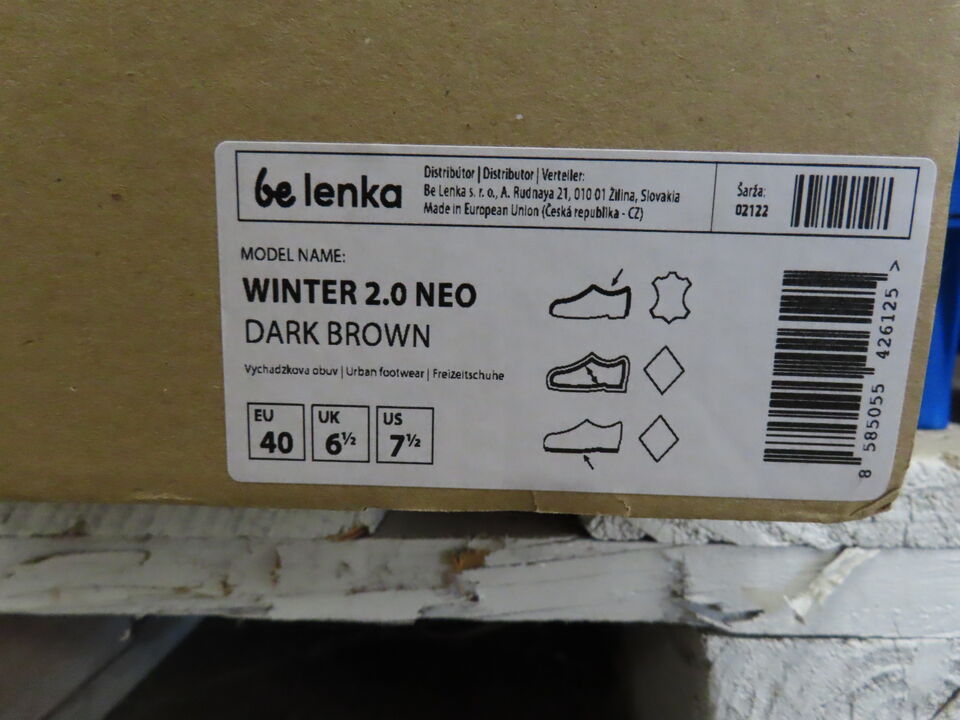 be lenka
Distribútor | Distributor | Verteiler:
Be Lenka s. r. o., A. Rudnaya 21, 010 01 Žilina, Slovakia
Made in European Union (Česká republika - CZ)
Šarža:
02122
MODEL NAME:
WINTER 2.0 NEO
DARK BROWN
Vychádzková obuv | Urban footwear | Freizeitschuhe
EU
40
UK
6½
US
7½
8 585055 426125 >